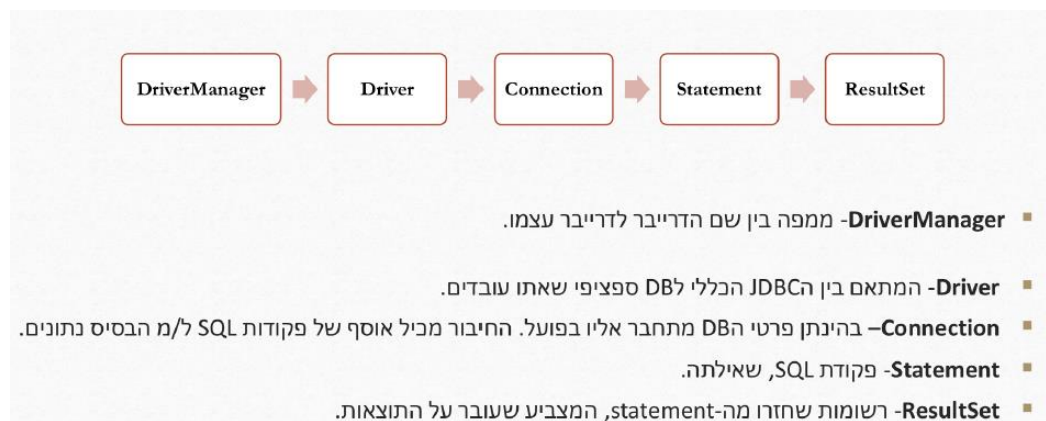 DriverManager
Driver
Connection
Statement
ResultSet
DriverManager- ממפה בין שם הדרייבר לדרייבר עצמו.
Driver- המתאם בין הJDBC הכללי לDB ספציפי שאתו עובדים.
Connection– בהינתן פרטי הDB מתחבר אליו בפועל. החיבור מכיל אוסף של פקודות SQL ל/מ הבסיס נתונים.
Statement- פקודת SQL, שאילתה.
ResultSet- רשומות שחזרו מה-statement, המצביע שעובר על התוצאות.